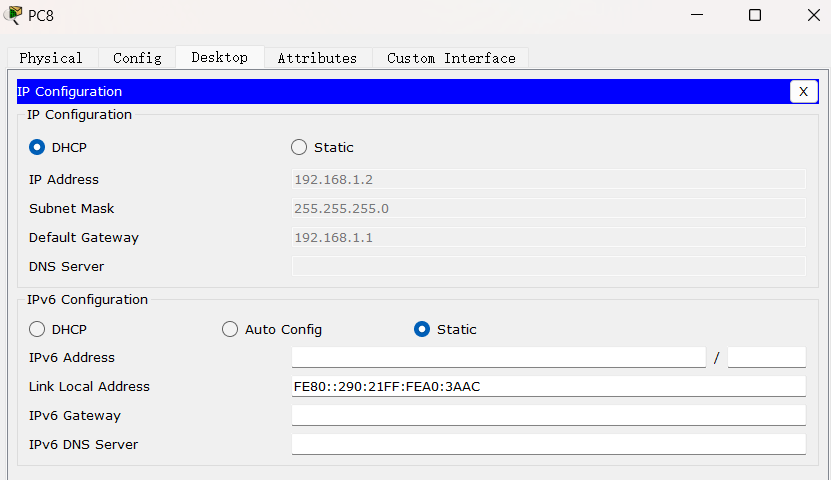 PC8
Physical Config Desktop Attributes Custom Interface
IP Configuration X
IP Configuration
DHCP Static
IP Address 192.168.1.2
Subnet Mask 255.255.255.0
Default Gateway 192.168.1.1
DNS Server
IPv6 Configuration
DHCP Auto Config Static
IPv6 Address /
Link Local Address FE80::290:21FF:FEA0:3AAC
IPv6 Gateway
IPv6 DNS Server